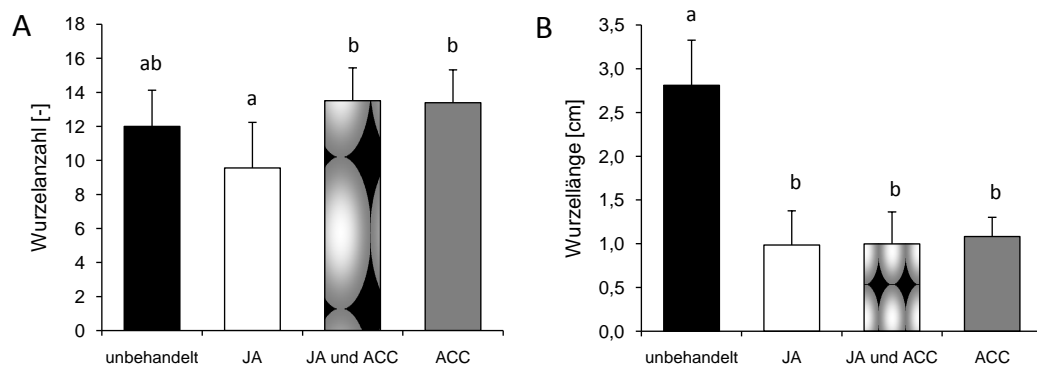 A
Wurzelanzahl [-]
18
16
14
12
10
8
6
4
2
0
ab
a
b
b
unbehandelt JA JA und ACC ACC
B
Wurzellänge [cm]
3,5
3,0
2,5
2,0
1,5
1,0
0,5
0,0
a
b
b
b
unbehandelt JA JA und ACC ACC